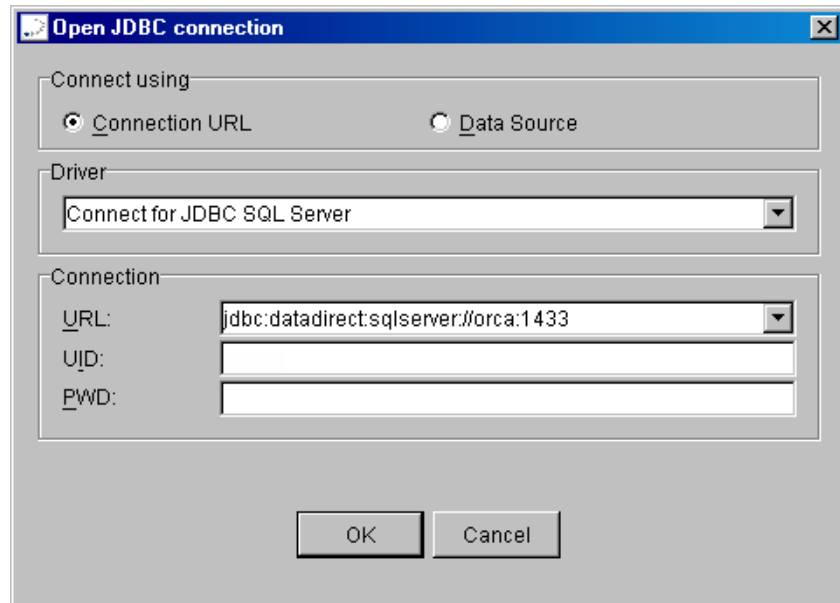 Open JDBC connection
Connect using
Connection URL
Data Source
Driver
Connect for JDBC SQL Server
Connection
URL: jdbc:datadirect:sqlserver://orca:1433
UID:
PWD:
OK
Cancel